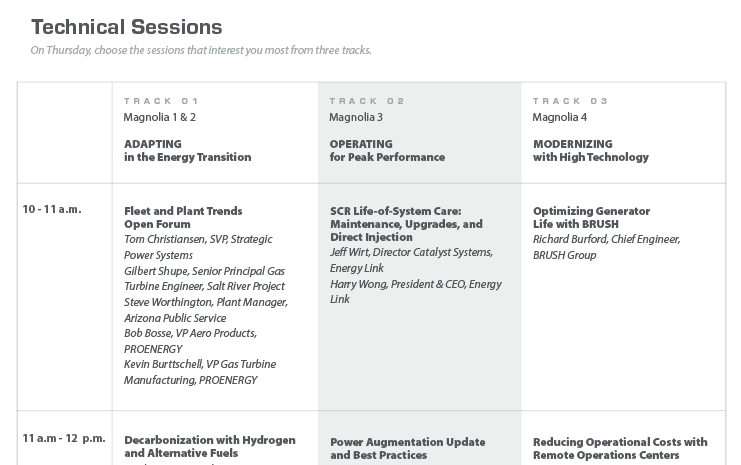 Technical Sessions
On Thursday, choose the sessions that interest you most from three tracks.
TRACK 01
Magnolia 1 & 2
ADAPTING
in the Energy Transition
TRACK 02
Magnolia 3
OPERATING
for Peak Performance
TRACK 03
Magnolia 4
MODERNIZING
with High Technology
10 - 11 a.m.
Fleet and Plant Trends
Open Forum
Tom Christiansen, SVP, Strategic
Power Systems
Gilbert Shupe, Senior Principal Gas
Turbine Engineer, Salt River Project
Steve Worthington, Plant Manager,
Arizona Public Service
Bob Bosse, VP Aero Products,
PROENERGY
Kevin Burttschell, VP Gas Turbine
Manufacturing, PROENERGY
SCR Life-of-System Care:
Maintenance, Upgrades, and
Direct Injection
Jeff Wirt, Director Catalyst Systems,
Energy Link
Harry Wong, President & CEO, Energy
Link
Optimizing Generator
Life with BRUSH
Richard Burford, Chief Engineer,
BRUSH Group
11 a.m - 12 p.m.
Decarbonization with Hydrogen
and Alternative Fuels
Power Augmentation Update
and Best Practices
Reducing Operational Costs with
Remote Operations Centers